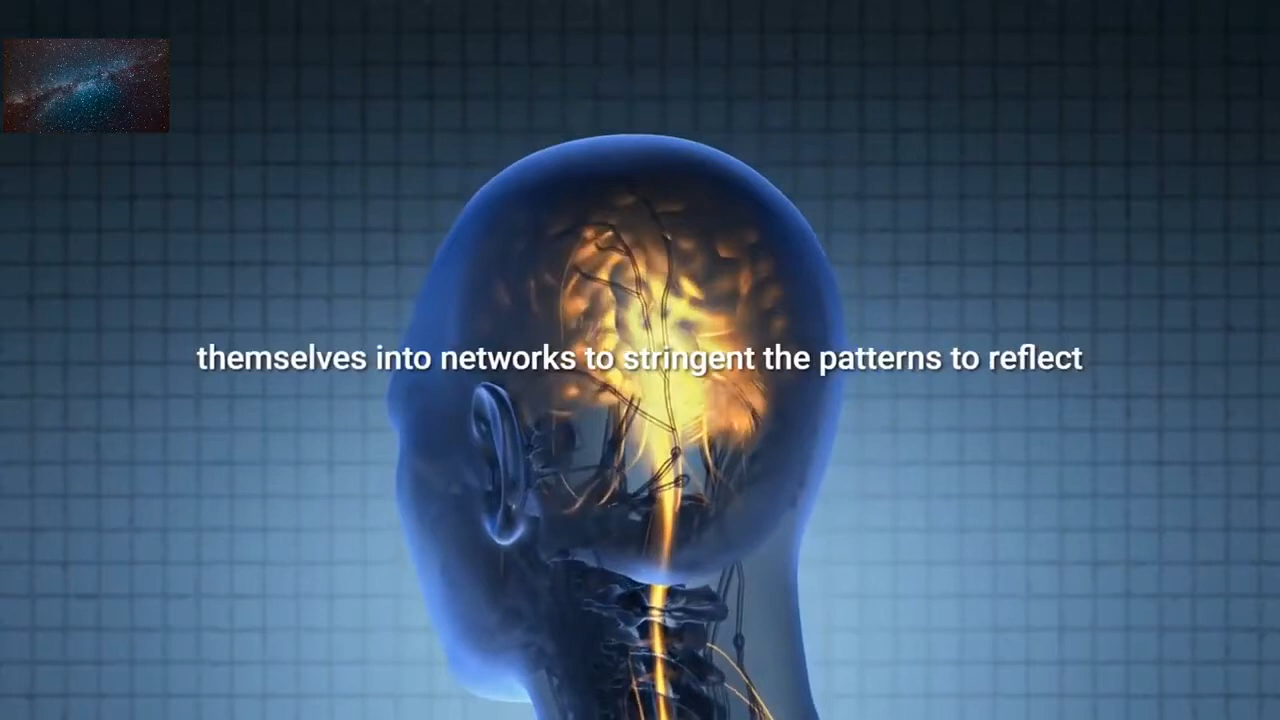 themselves into networks to stringent the patterns to reflect